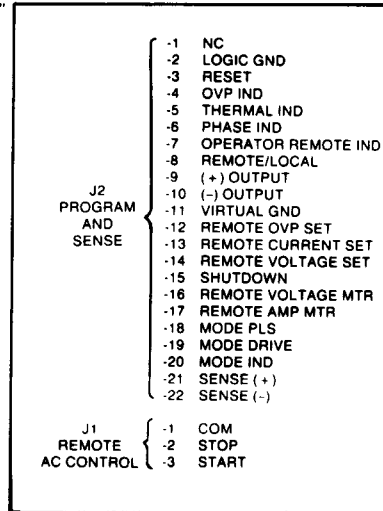 -1 NC
-2 LOGIC GND
-3 RESET
-4 OVP IND
-5 THERMAL IND
-6 PHASE IND
-7 OPERATOR REMOTE IND
-8 REMOTE/LOCAL
-9 (+) OUTPUT
-10 (-) OUTPUT
-11 VIRTUAL GND
-12 REMOTE OVP SET
-13 REMOTE CURRENT SET
-14 REMOTE VOLTAGE SET
-15 SHUTDOWN
-16 REMOTE VOLTAGE MTR
-17 REMOTE AMP MTR
-18 MODE PLS
-19 MODE DRIVE
-20 MODE IND
-21 SENSE (+)
-22 SENSE (-)
J2
PROGRAM
AND
SENSE
J1
REMOTE
AC CONTROL
-1 COM
-2 STOP
-3 START